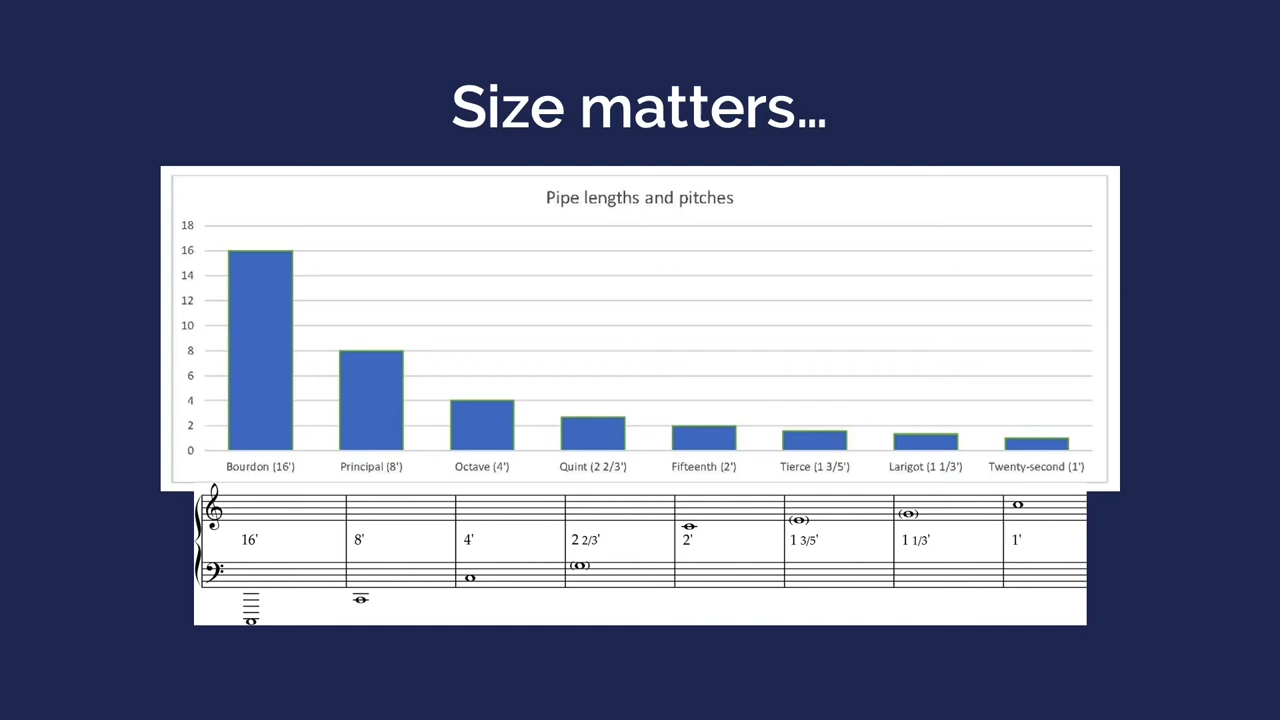 Size matters...
Pipe lengths and pitches
18
16
14
12
10
8
6
4
2
0
Bourdon (16') Principal (8') Octave (4') Quint (2 2/3') Fifteenth (2') Tierce (1 3/5') Larigot (1 1/3') Twenty-second (1')
16' 8' 4' 2 2/3' 2' 1 3/5' 1 1/3' 1'